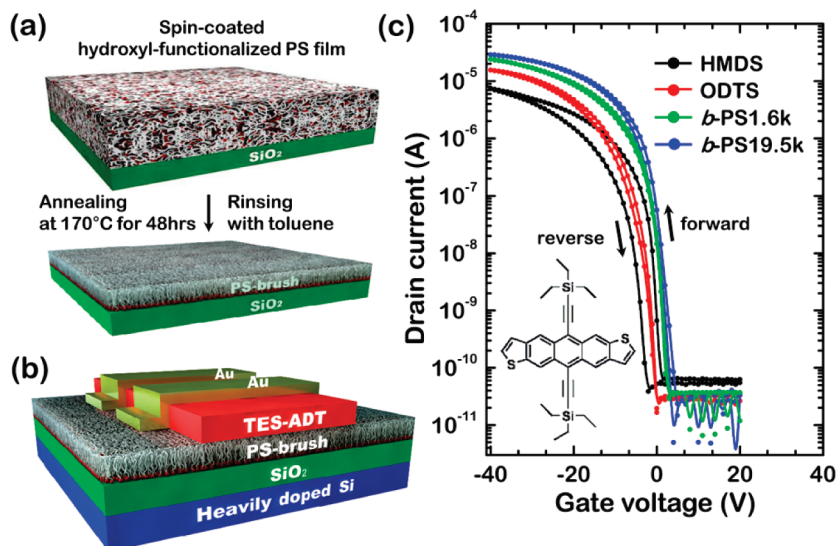 (a)
Spin-coated
hydroxyl-functionalized PS film
SiO₂
Annealing
at 170°C for 48hrs
Rinsing
with toluene
PS-brush
SiO₂
(b)
Au
Au
TES-ADT
PS-brush
SiO₂
Heavily doped Si
(c)
10⁻⁴
10⁻⁵
10⁻⁶
10⁻⁷
10⁻⁸
10⁻⁹
10⁻¹⁰
10⁻¹¹
Drain current (A)
HMDS
ODTS
b-PS1.6k
b-PS19.5k
reverse
forward
Si
S
S
Si
-40
-20
0
20
40
Gate voltage (V)